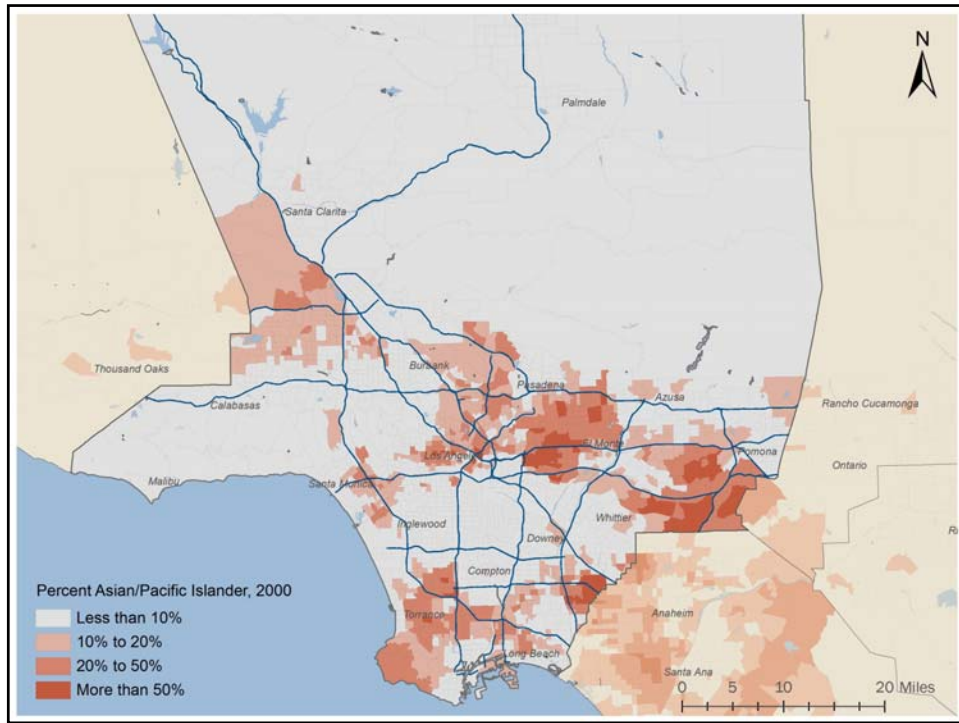 N
Palmdale
Santa Clarita
Burbank
Thousand Oaks
Pasadena
Calabasas
Azusa
Rancho Cucamonga
Los Angeles
El Monte
Pomona
Ontario
Malibu
Santa Monica
Inglewood
Whittier
Downey
Compton
Torrance
Anaheim
Long Beach
Santa Ana
Percent Asian/Pacific Islander, 2000
Less than 10%
10% to 20%
20% to 50%
More than 50%
0 5 10 20 Miles